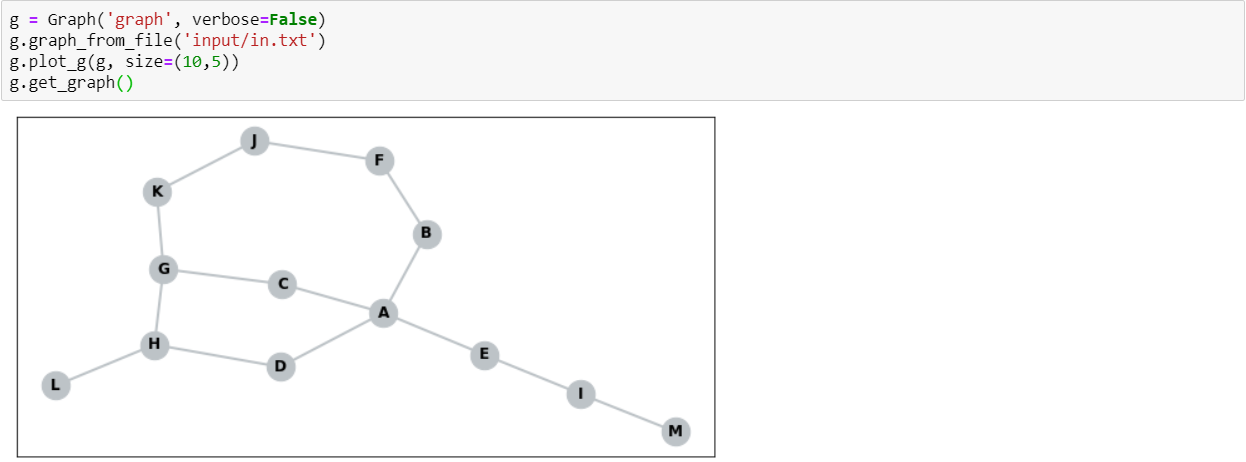 g = Graph('graph', verbose=False)
g.graph_from_file('input/in.txt')
g.plot_g(g, size=(10,5))
g.get_graph()
J
F
K
B
G
C
A
H
E
D
L
I
M